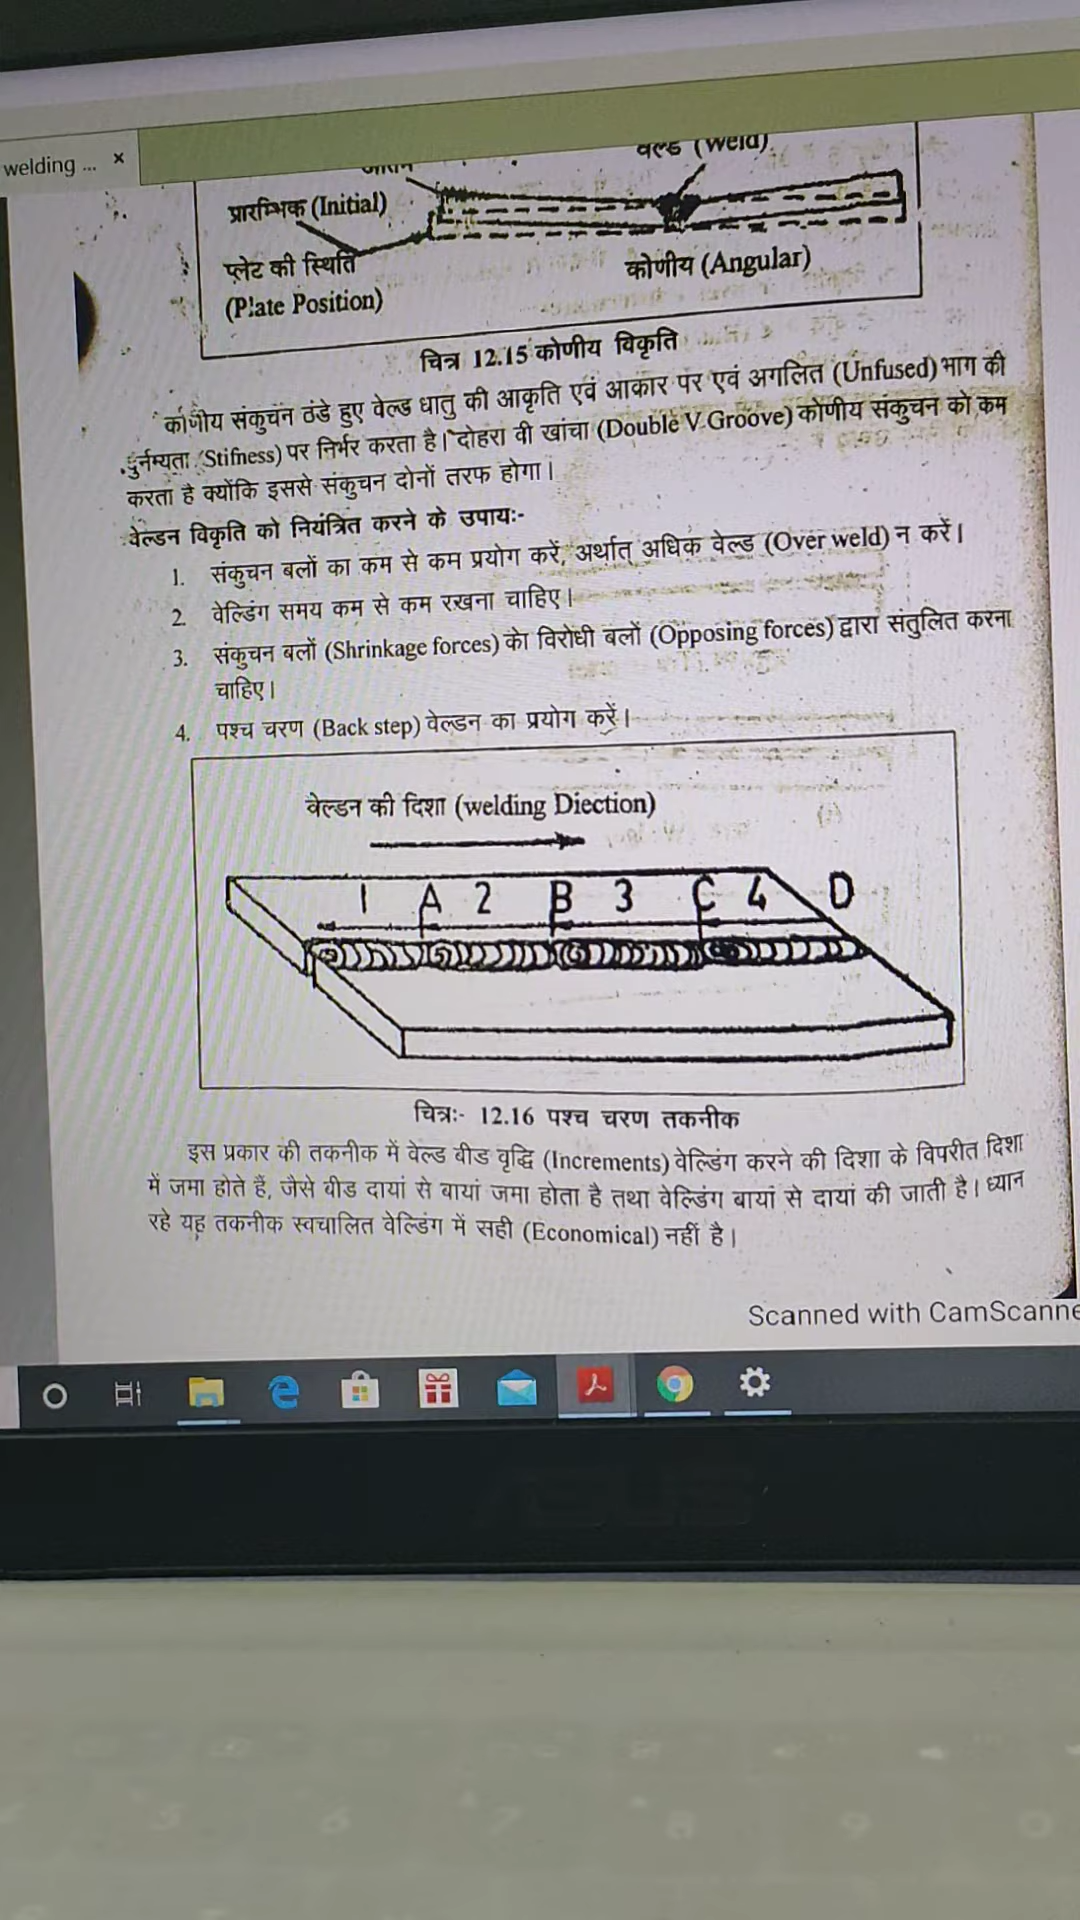 welding ... ×
वेल्ड (Weld)
प्रारम्भिक (Initial)
प्लेट की स्थिति
(Plate Position)
कोणीय (Angular)
चित्र 12.15 कोणीय विकृति
कोणीय संकुचन ठंडे हुए वेल्ड धातु की आकृति एवं आकार पर एवं अगलित (Unfused) भाग की
दुर्नम्यता (Stifness) पर निर्भर करता है। दोहरा वी खांचा (Double V-Groove) कोणीय संकुचन को कम
करता है क्योंकि इससे संकुचन दोनों तरफ होगा।
वेल्डन विकृति को नियंत्रित करने के उपायः-
1. संकुचन बलों का कम से कम प्रयोग करें, अर्थात् अधिक वेल्ड (Over weld) न करें।
2. वेल्डिंग समय कम से कम रखना चाहिए।
3. संकुचन बलों (Shrinkage forces) को विरोधी बलों (Opposing forces) द्वारा संतुलित करना
चाहिए।
4. पश्च चरण (Back step) वेल्डन का प्रयोग करें।
वेल्डन की दिशा (welding Diection)
1 A 2 B 3 C 4 D
चित्रः- 12.16 पश्च चरण तकनीक
इस प्रकार की तकनीक में वेल्ड बीड वृद्धि (Increments) वेल्डिंग करने की दिशा के विपरीत दिशा
में जमा होते हैं, जैसे बीड दायां से बायां जमा होता है तथा वेल्डिंग बायां से दायां की जाती है। ध्यान
रहे यह तकनीक स्वचालित वेल्डिंग में सही (Economical) नहीं है।
Scanned with CamScanne